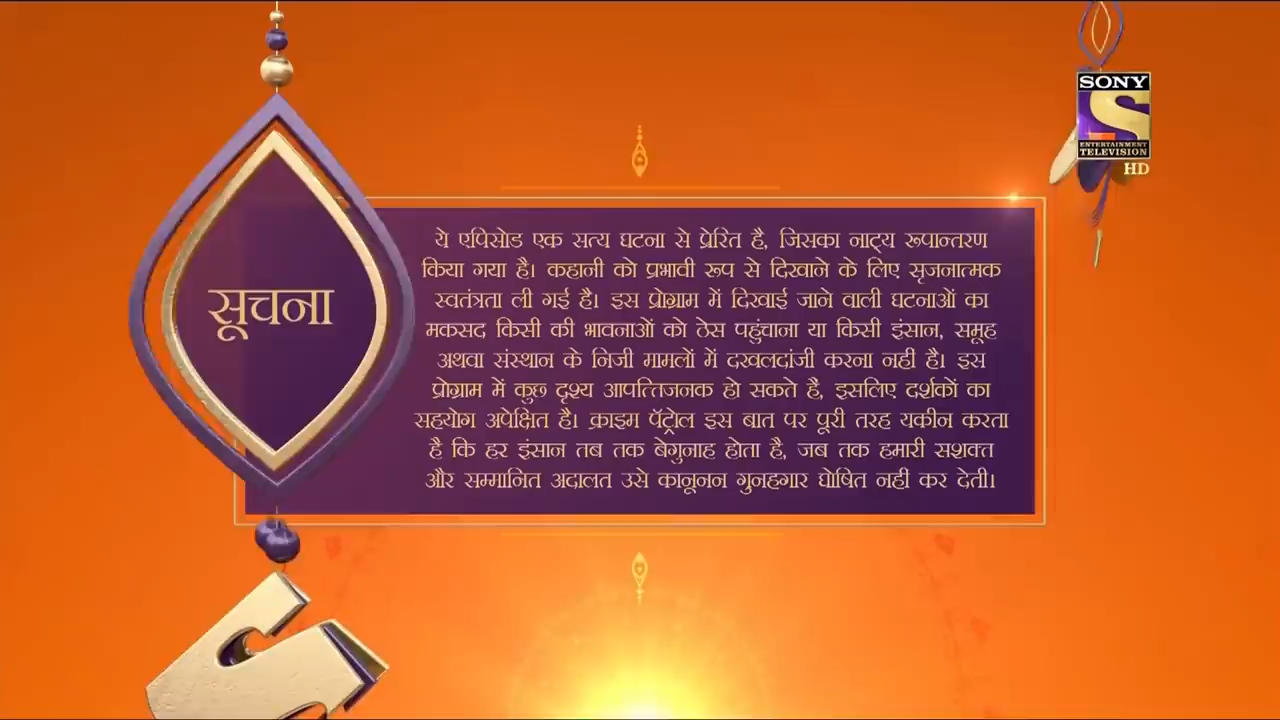 सूचना
ये एपिसोड एक सत्य घटना से प्रेरित है, जिसका नाट्य रूपान्तरण
किया गया है। कहानी को प्रभावी रूप से दिखाने के लिए सृजनात्मक
स्वतंत्रता ली गई है। इस प्रोग्राम में दिखाई जाने वाली घटनाओं का
मकसद किसी की भावनाओं को ठेस पहुंचाना या किसी इंसान, समूह
अथवा संस्थान के निजी मामलों में दखलदांजी करना नहीं है। इस
प्रोग्राम में कुछ दृश्य आपत्तिजनक हो सकते है, इसलिए दर्शकों का
सहयोग अपेक्षित है। क्राइम पॅट्रोल इस बात पर पूरी तरह यकीन करता
है कि हर इंसान तब तक बेगुनाह होता है, जब तक हमारी सशक्त
और सम्मानित अदालत उसे कानूनन गुनहगार घोषित नहीं कर देती।
SONY
ENTERTAINMENT
TELEVISION
HD